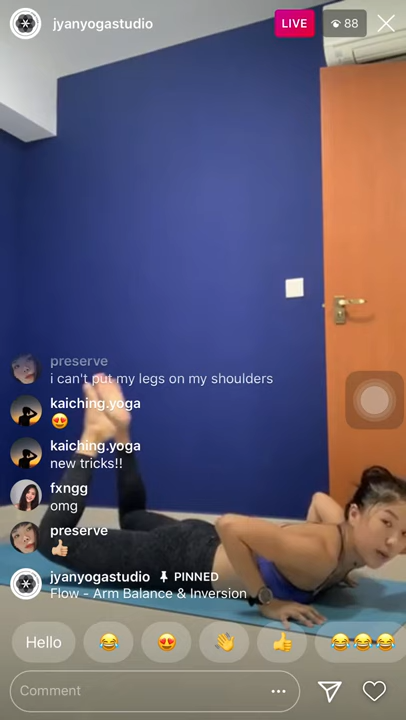 jyanyogastudio
LIVE
88
preserve
i can't put my legs on my shoulders
kaiching.yoga
😍
kaiching.yoga
new tricks!!
fxngg
omg
preserve
👍🏻
jyanyogastudio PINNED
Flow - Arm Balance & Inversion
Hello 😂 😍 👋 👍 😂😂😂
Comment